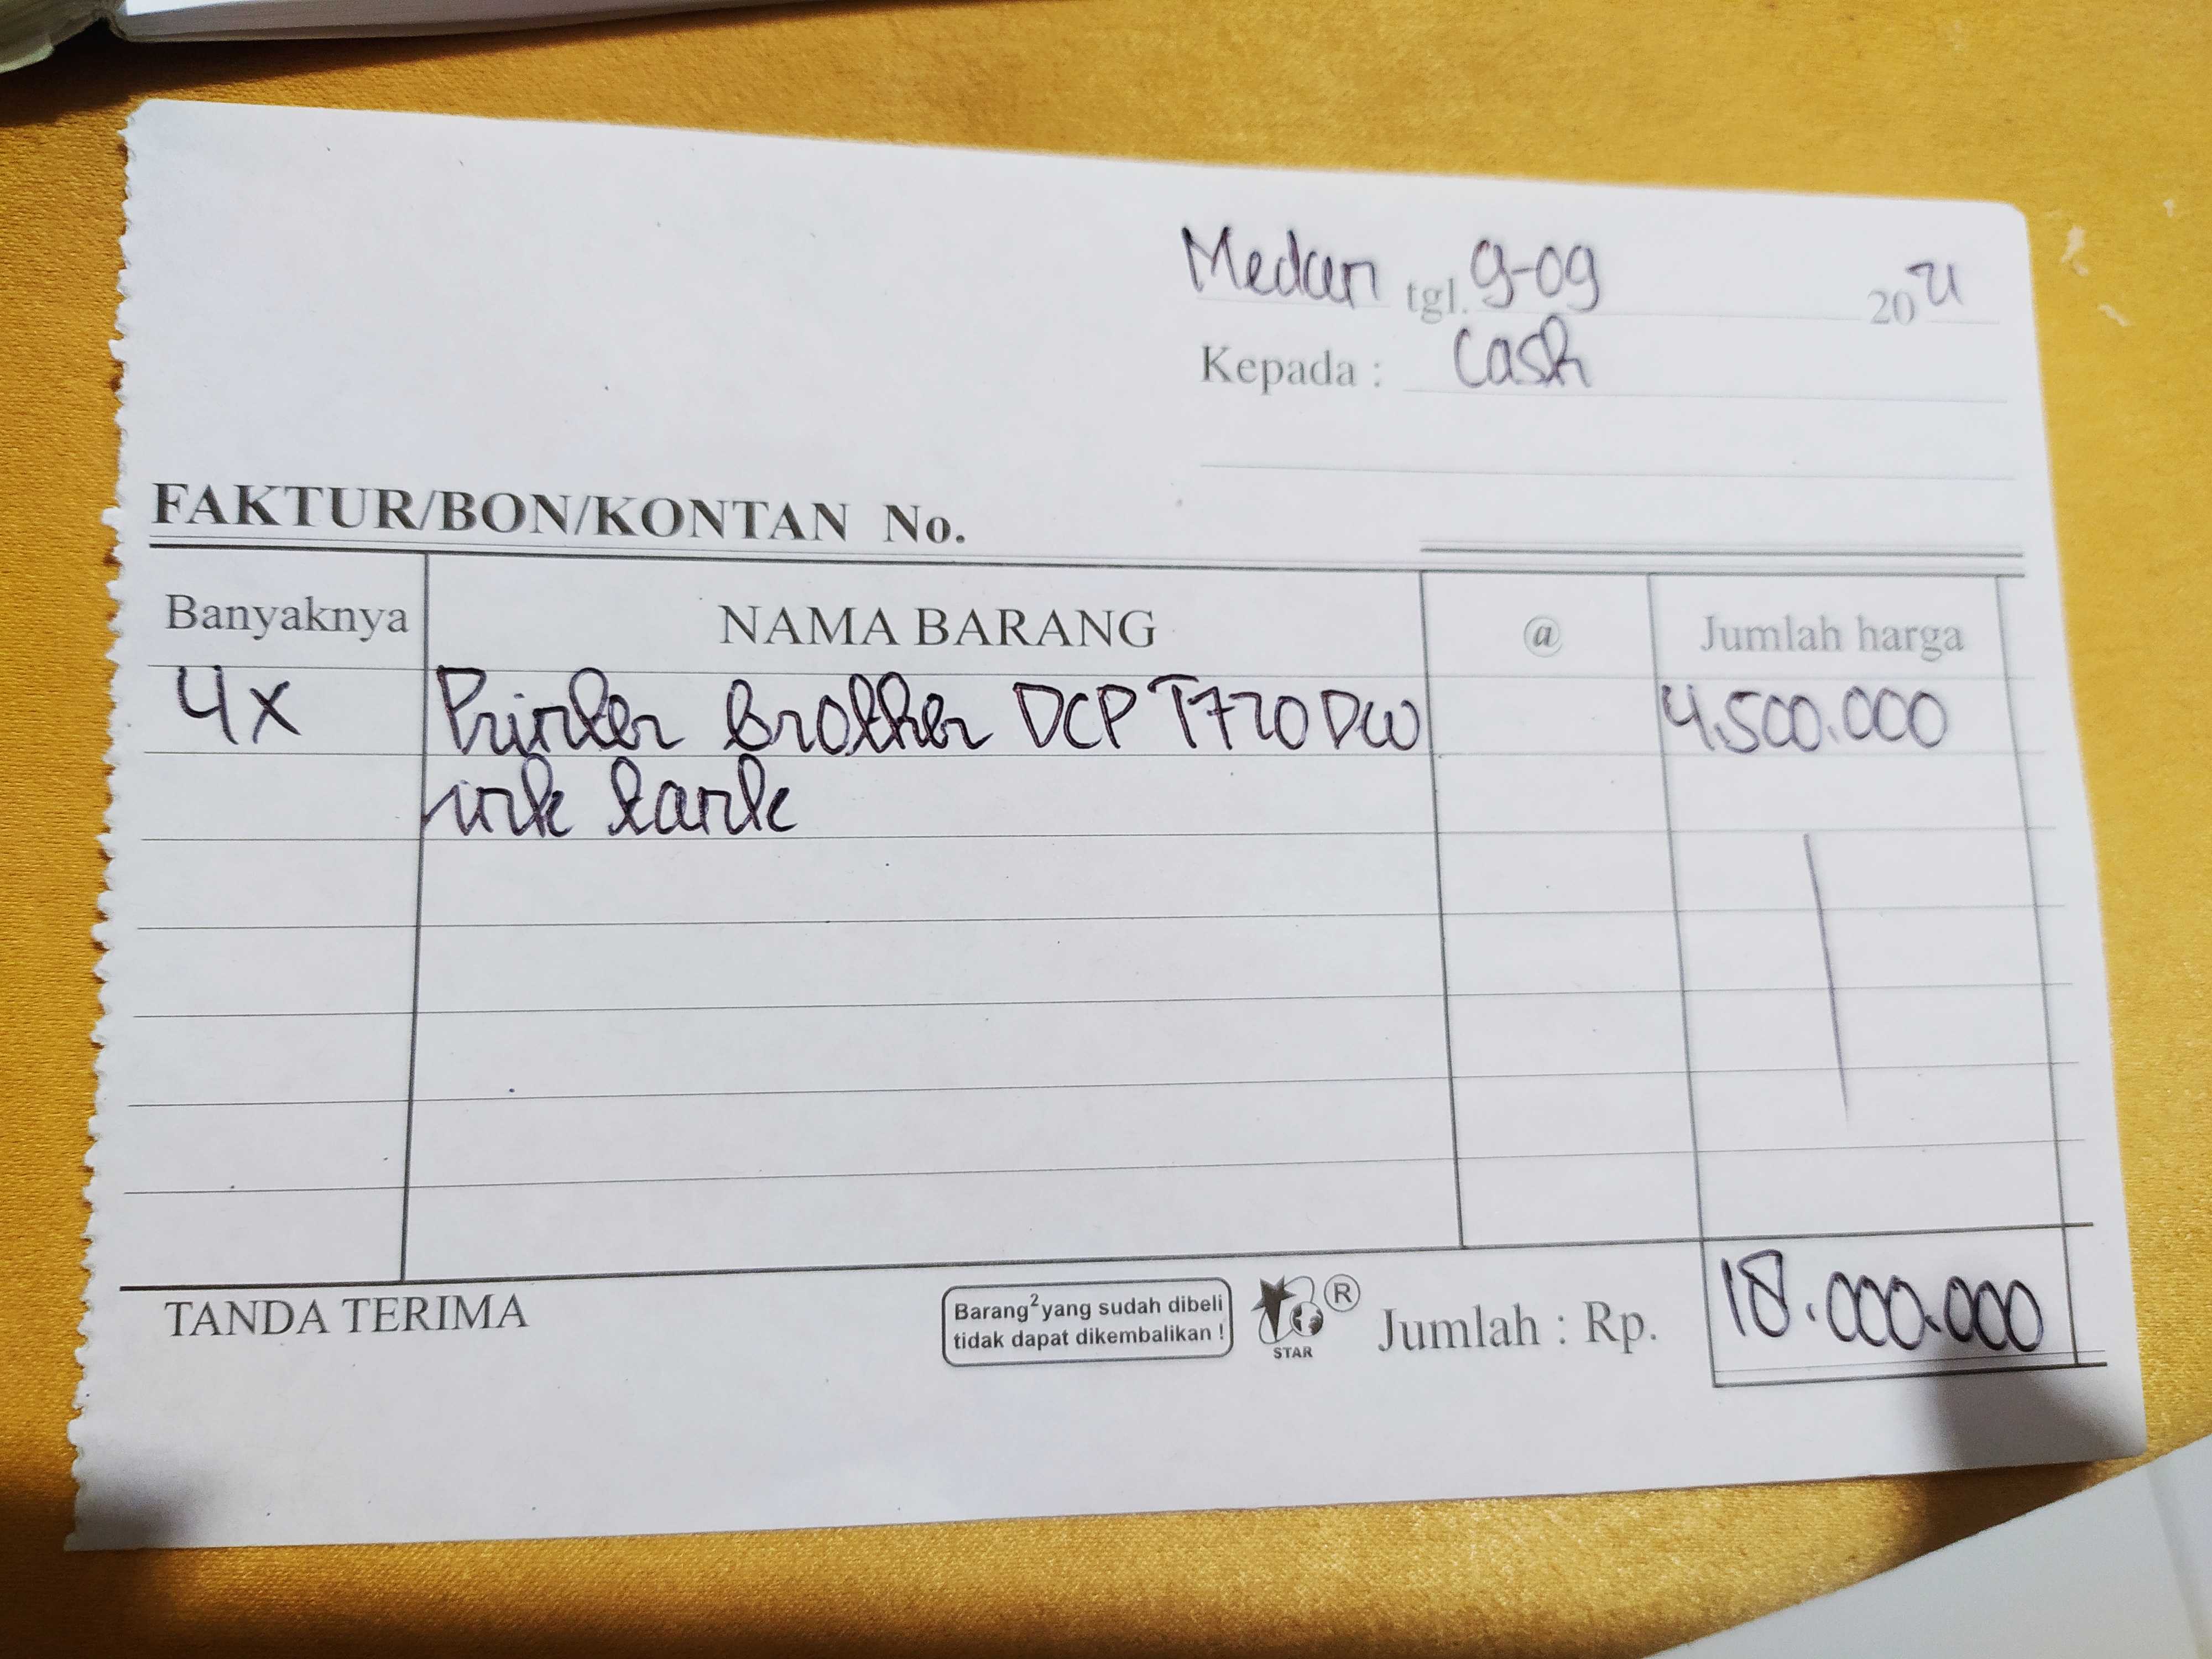 Medan tgl. 9-09 2021
Kepada : Cash
FAKTUR/BON/KONTAN No.
Banyaknya NAMA BARANG @ Jumlah harga
4x Printer Brother DCP T720DW 4.500.000
ink tank
TANDA TERIMA
Barang² yang sudah dibeli
tidak dapat dikembalikan !
STAR
® Jumlah : Rp. 18.000.000